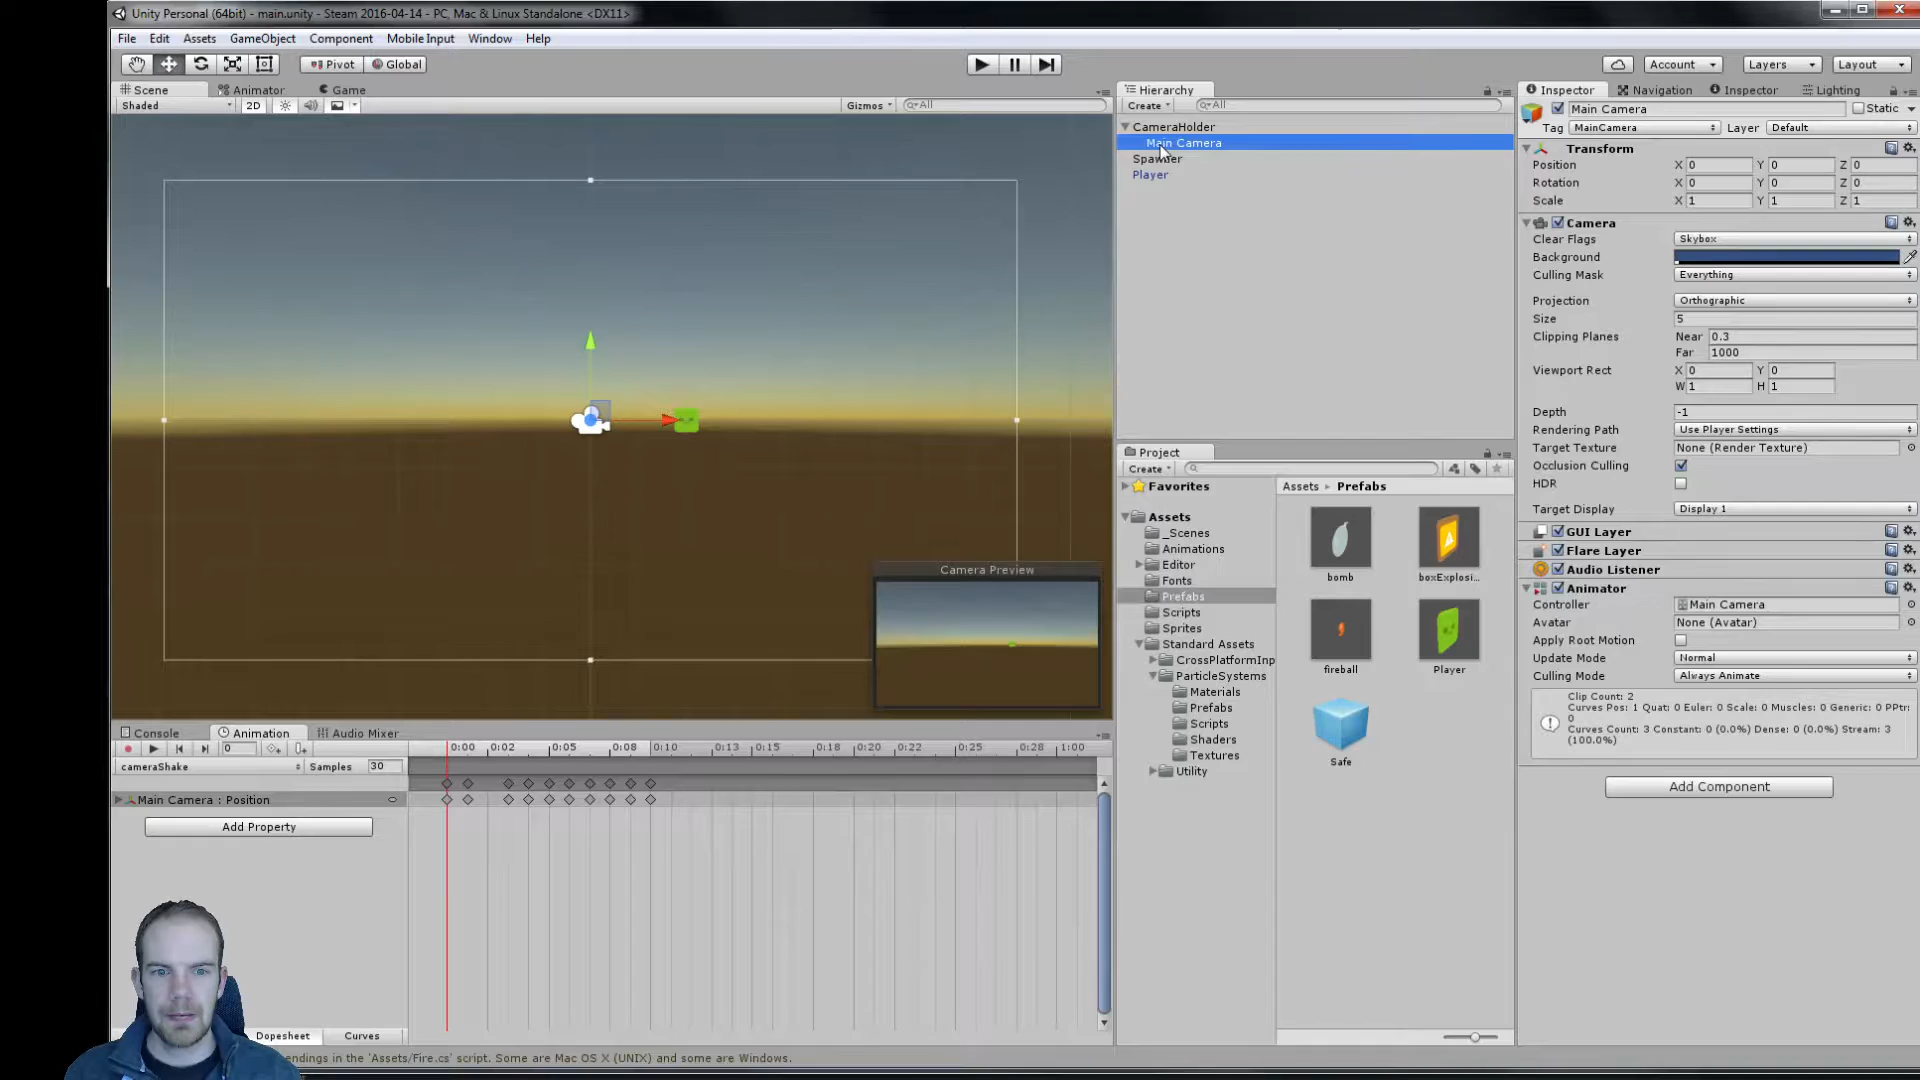 Unity Personal (64bit) - main.unity - Steam 2016-04-14 - PC, Mac & Linux Standalone <DX11>
File Edit Assets GameObject Component Mobile Input Window Help
Pivot Global Account Layers Layout
Scene Animator Game
Shaded 2D Gizmos All
Hierarchy
Create All
CameraHolder
Main Camera
Spawner
Player
Inspector Navigation Inspector Lighting
Main Camera Static
Tag MainCamera Layer Default
Transform
Position X 0 Y 0 Z 0
Rotation X 0 Y 0 Z 0
Scale X 1 Y 1 Z 1
Camera
Clear Flags Skybox
Background
Culling Mask Everything
Projection Orthographic
Size 5
Clipping Planes Near 0.3
Far 1000
Viewport Rect X 0 Y 0
W 1 H 1
Depth -1
Rendering Path Use Player Settings
Target Texture None (Render Texture)
Occlusion Culling
HDR
Target Display Display 1
GUI Layer
Flare Layer
Audio Listener
Animator
Controller Main Camera
Avatar None (Avatar)
Apply Root Motion
Update Mode Normal
Culling Mode Always Animate
Clip Count: 2
Curves Pos: 1 Quat: 0 Euler: 0 Scale: 0 Muscles: 0 Generic: 0 PPtr:
0
Curves Count: 3 Constant: 0 (0.0%) Dense: 0 (0.0%) Stream: 3
(100.0%)
Add Component
Camera Preview
Project
Create
Favorites
Assets
_Scenes
Animations
Editor
Fonts
Prefabs
Scripts
Sprites
Standard Assets
CrossPlatformInp
ParticleSystems
Materials
Prefabs
Scripts
Shaders
Textures
Utility
Assets Prefabs
bomb boxExplosi...
fireball Player
Safe
Console Animation Audio Mixer
0 0:00 0:02 0:05 0:08 0:10 0:13 0:15 0:18 0:20 0:22 0:25 0:28 1:00
cameraShake Samples 30
Main Camera : Position
Add Property
Dopesheet Curves
endings in the 'Assets/Fire.cs' script. Some are Mac OS X (UNIX) and some are Windows.